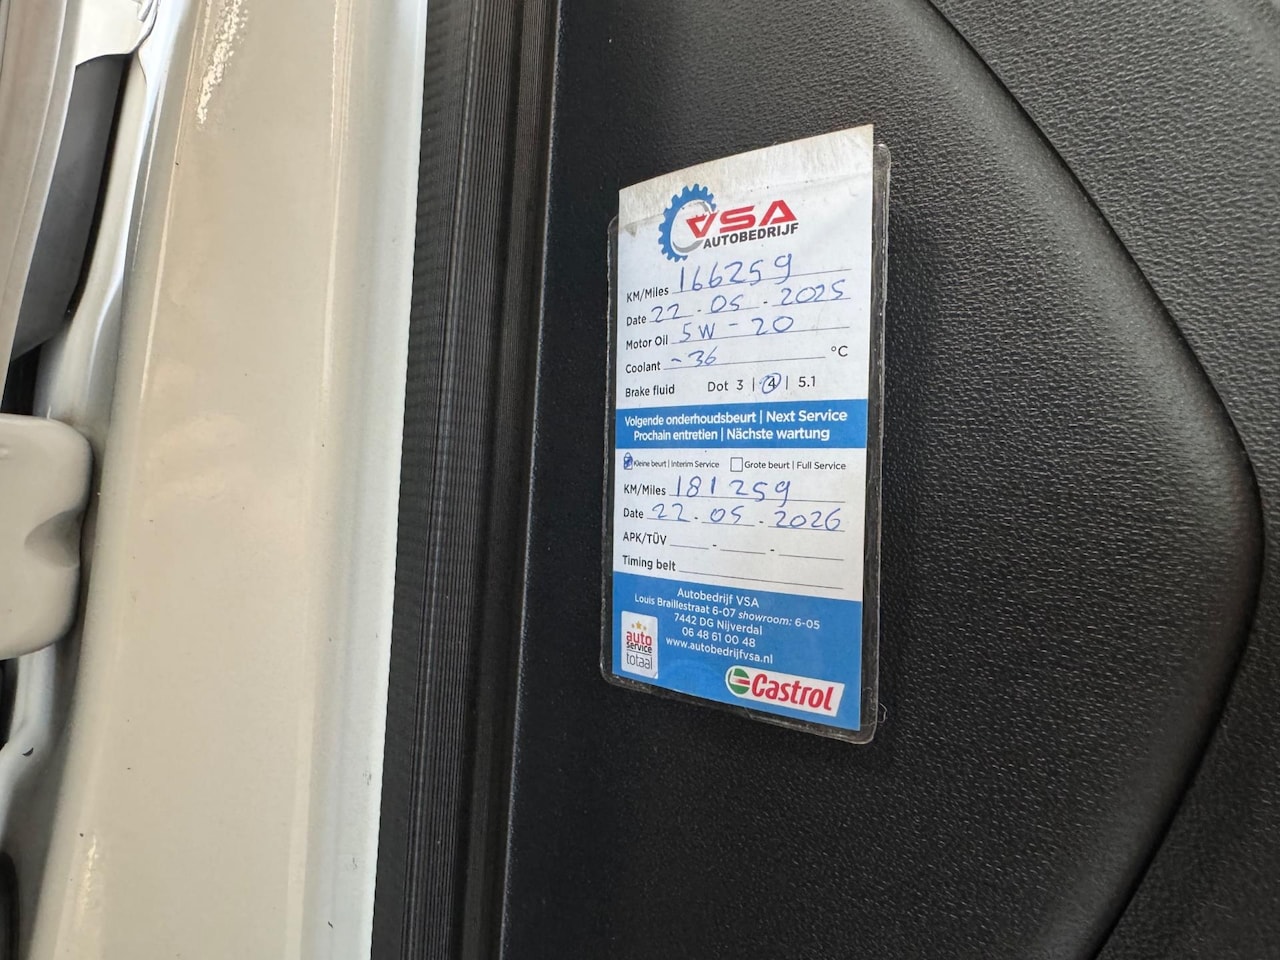 VSA
AUTOBEDRIJF
KM/Miles 166259
Date 22 - 05 - 2025
Motor Oil 5W-20
Coolant -36 °C
Brake fluid Dot 3 | 4 | 5.1
Volgende onderhoudsbeurt | Next Service
Prochain entretien | Nächste wartung
Kleine beurt | Interim Service Grote beurt | Full Service
KM/Miles 181259
Date 22 - 05 - 2026
APK/TÜV - -
Timing belt
Autobedrijf VSA
Louis Braillestraat 6-07 showroom: 6-05
7442 DG Nijverdal
06 48 61 00 48
www.autobedrijfvsa.nl
auto
service
totaal
Castrol